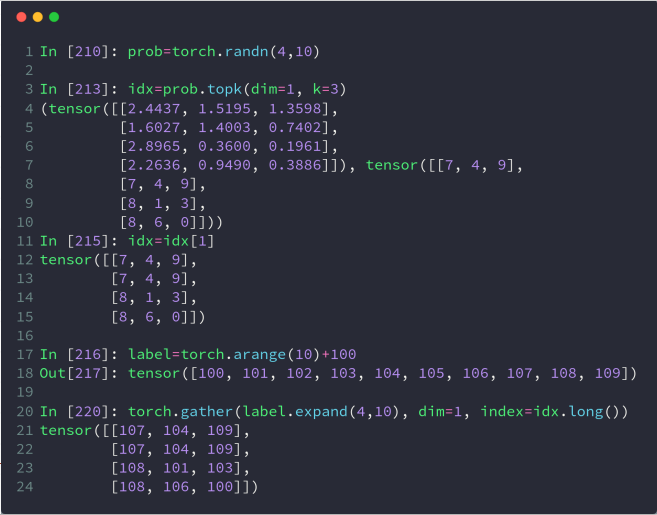 1 In [210]: prob=torch.randn(4,10)
2
3 In [213]: idx=prob.topk(dim=1, k=3)
4 (tensor([[2.4437, 1.5195, 1.3598],
5          [1.6027, 1.4003, 0.7402],
6          [2.8965, 0.3600, 0.1961],
7          [2.2636, 0.9490, 0.3886]]), tensor([[7, 4, 9],
8          [7, 4, 9],
9          [8, 1, 3],
10          [8, 6, 0]]))
11 In [215]: idx=idx[1]
12 tensor([[7, 4, 9],
13         [7, 4, 9],
14         [8, 1, 3],
15         [8, 6, 0]])
16
17 In [216]: label=torch.arange(10)+100
18 Out[217]: tensor([100, 101, 102, 103, 104, 105, 106, 107, 108, 109])
19
20 In [220]: torch.gather(label.expand(4,10), dim=1, index=idx.long())
21 tensor([[107, 104, 109],
22         [107, 104, 109],
23         [108, 101, 103],
24         [108, 106, 100]])